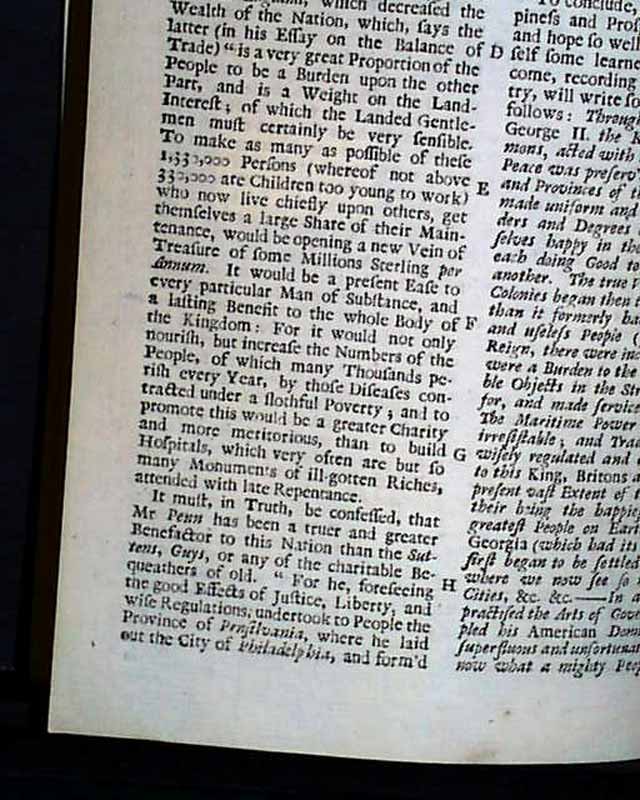 which decreased the
Wealth of the Nation, which, ſays the
latter (in his Eſſay on the Balance of
Trade) “ is a very great Proportion of the
People to be a Burden upon the other
Part, and is a Weight on the Land-
Intereſt ; of which the Landed Gentle-
men muſt certainly be very ſenſible.
To make as many as poſſible of theſe
1,330,000 Perſons (whereof not above
330,000 are Children too young to work)
who now live chiefly upon others, get
themſelves a large Share of their Main-
tenance, would be opening a new Vein of
Treaſure of ſome Millions Sterling per
Annum. It would be a preſent Eaſe to
every particular Man of Subſtance, and
a laſting Benefit to the whole Body of
the Kingdom : For it would not only
nouriſh, but increaſe the Numbers of the
People, of which many Thouſands pe-
riſh every Year, by thoſe Diſeaſes con-
tracted under a ſlothful Poverty ; and to
promote this would be a greater Charity
and more meritorious, than to build
Hoſpitals, which very often are but ſo
many Monuments of ill-gotten Riches,
attended with late Repentance.
It muſt, in Truth, be confeſſed, that
Mr Penn has been a truer and greater
Benefactor to this Nation than the Sut-
tons, Guys, or any of the charitable Be-
queathers of old. “ For he, foreſeeing
the good Effects of Juſtice, Liberty, and
wiſe Regulations, undertook to People the
Province of Penſilvania, where he laid
out the City of Philadelphia, and form'd
D
E
F
G
H
To conclude,
pineſs and Proſ
and hope ſo well
ſelf ſome learne
come, recording
try, will write ſo
follows : Through
George II. the K
mons, acted with
Peace was preſerv'
and Provinces of t
made uniform and
ders and Degrees
ſelves happy in the
each doing Good to
another. The true
Colonies began then
than it formerly ha
and uſeleſs People (
Reign, there were inc
were a Burden to the
ble Objects in the Str
for, and made ſervice
The Maritime Power
irreſiſtable ; and Trad
wiſely regulated and
to this King, Britons a
preſent vaſt Extent of
their being the happie
greateſt People on Eart
Georgia (which had its
firſt began to be ſettled
where we now ſee ſo
Cities, &c. &c.——In a
practiſed the Arts of Gove
pled his American Dom
ſuperfluous and unfortunat
now what a mighty Peop